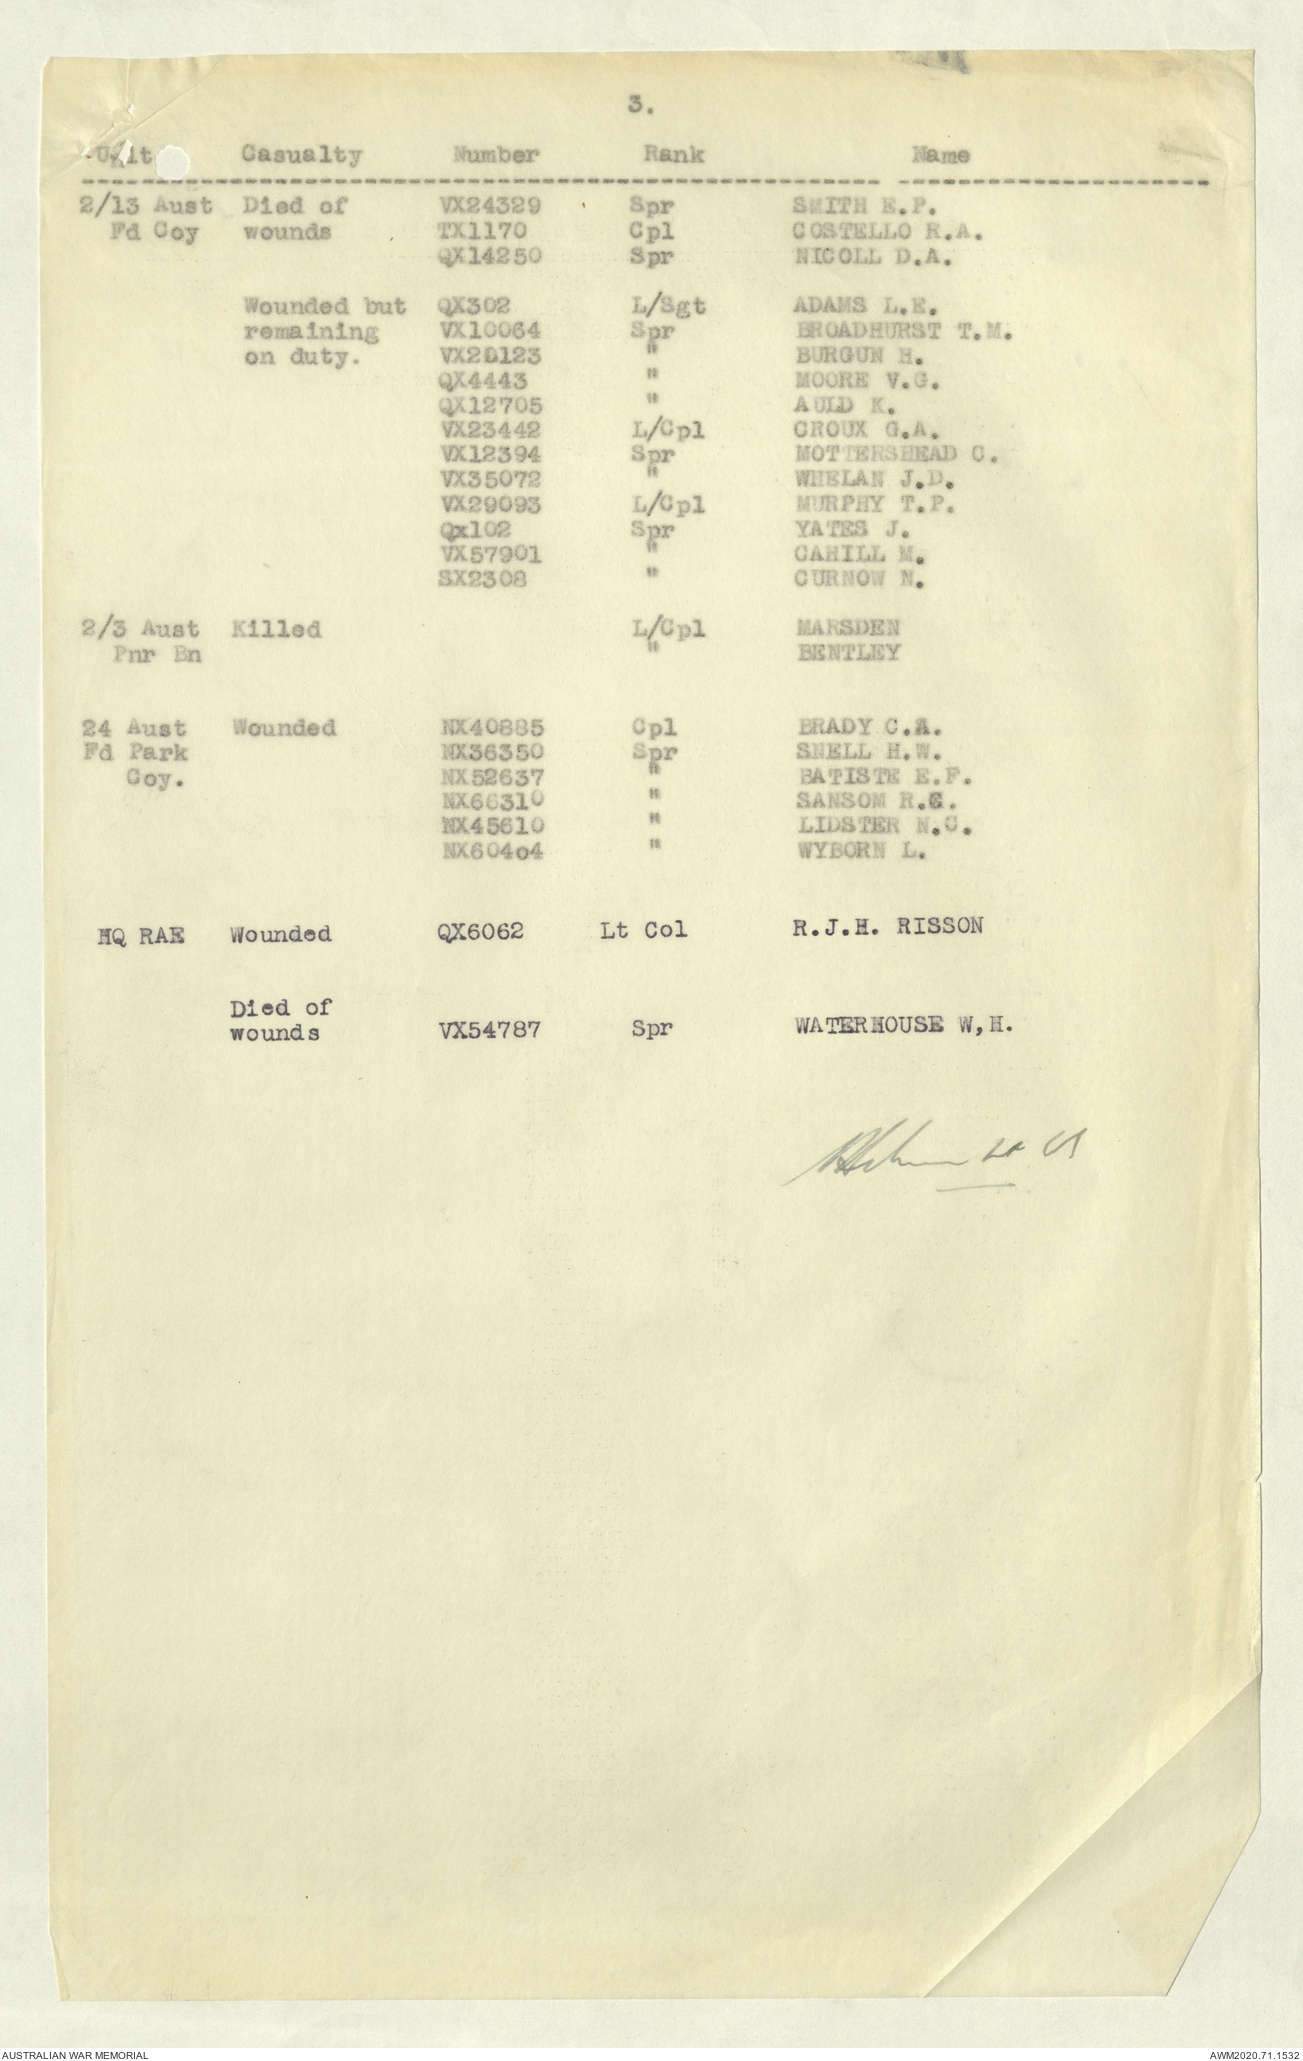 3.
Unit Casualty Number Rank Name
2/13 Aust Died of VX24329 Spr SMITH E.P.
Fd Coy wounds TX1170 Cpl COSTELLO R.A.
QX14250 Spr NICOLL D.A.
Wounded but QX302 L/Sgt ADAMS L.E.
remaining VX10064 Spr BROADHURST T.M.
on duty. VX20123 " BURGUN H.
QX4443 " MOORE V.G.
QX12705 " AULD K.
VX23442 L/Cpl CROUX G.A.
VX12394 Spr MOTTERSHEAD C.
VX35072 " WHELAN J.D.
VX29093 L/Cpl MURPHY T.P.
Qx102 Spr YATES J.
VX57901 " CAHILL M.
SX2308 " CURNOW N.
2/3 Aust Killed L/Cpl MARSDEN
Pnr Bn " BENTLEY
24 Aust Wounded NX40885 Cpl BRADY C.A.
Fd Park NX36350 Spr SNELL H.W.
Coy. NX52637 " BATISTE E.F.
NX66310 " SANSOM R.C.
NX45610 " LIDSTER N.C.
NX60404 " WYBORN L.
HQ RAE Wounded QX6062 Lt Col R.J.H. RISSON
Died of
wounds VX54787 Spr WATERHOUSE W,H.
Lt Col
AUSTRALIAN WAR MEMORIAL AWM2020.71.1532